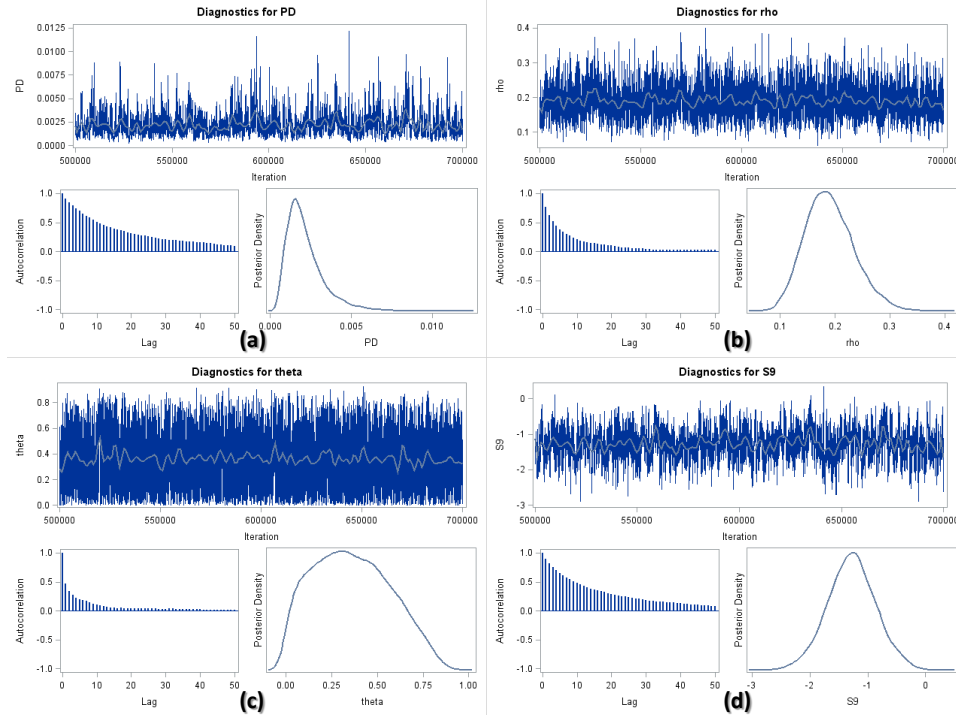 Diagnostics for PD
0.0125
0.0100
0.0075
0.0050
0.0025
0.0000
PD
500000 550000 600000 650000 700000
Iteration
1.0
0.5
0.0
-0.5
-1.0
Autocorrelation
0 10 20 30 40 50
Lag
Posterior Density
0.000 0.005 0.010
PD
(a)
Diagnostics for rho
0.4
0.3
0.2
0.1
rho
500000 550000 600000 650000 700000
Iteration
1.0
0.5
0.0
-0.5
-1.0
Autocorrelation
0 10 20 30 40 50
Lag
Posterior Density
0.1 0.2 0.3 0.4
rho
(b)
Diagnostics for theta
0.8
0.6
0.4
0.2
0.0
theta
500000 550000 600000 650000 700000
Iteration
1.0
0.5
0.0
-0.5
-1.0
Autocorrelation
0 10 20 30 40 50
Lag
Posterior Density
0.00 0.25 0.50 0.75 1.00
theta
(c)
Diagnostics for S9
0
-1
-2
-3
S9
500000 550000 600000 650000 700000
Iteration
1.0
0.5
0.0
-0.5
-1.0
Autocorrelation
0 10 20 30 40 50
Lag
Posterior Density
-3 -2 -1 0
S9
(d)